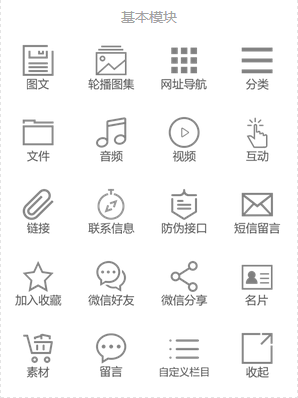 基本模块
图文 轮播图集 网址导航 分类
文件 音频 视频 互动
链接 联系信息 防伪接口 短信留言
加入收藏 微信好友 微信分享 名片
素材 留言 自定义栏目 收起